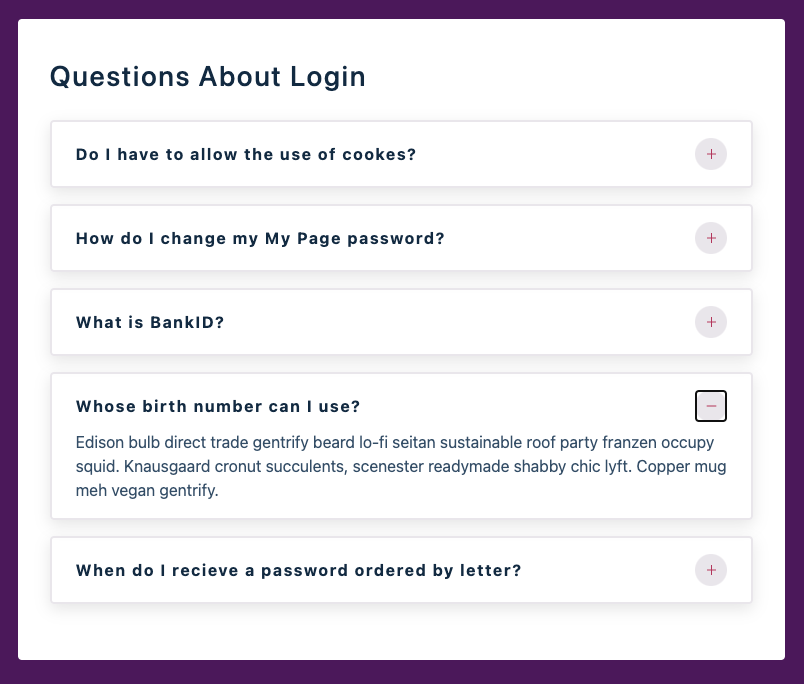 Questions About Login
Do I have to allow the use of cookes?
+
How do I change my My Page password?
+
What is BankID?
+
Whose birth number can I use?
−
Edison bulb direct trade gentrify beard lo-fi seitan sustainable roof party franzen occupy
squid. Knausgaard cronut succulents, scenester readymade shabby chic lyft. Copper mug
meh vegan gentrify.
When do I recieve a password ordered by letter?
+